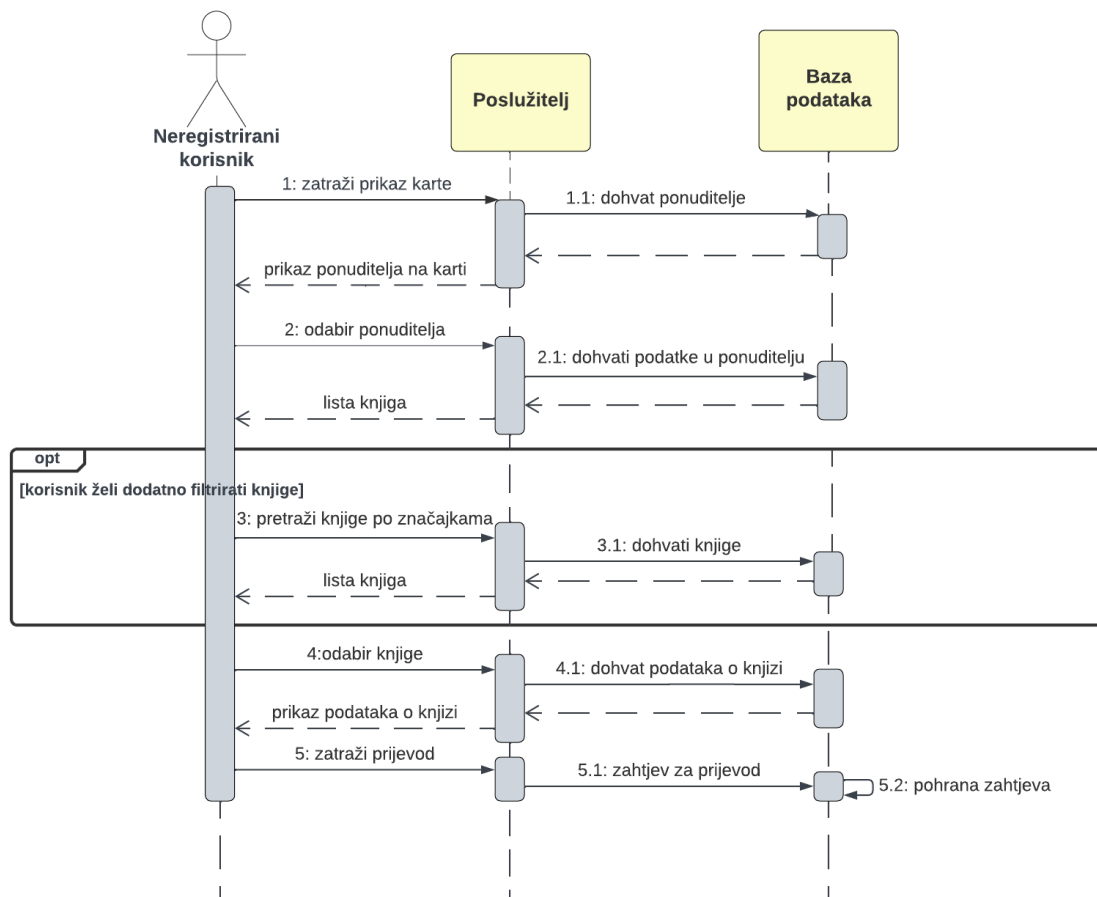 Neregistrirani
korisnik
Poslužitelj
Baza
podataka
1: zatraži prikaz karte
1.1: dohvat ponuditelje
prikaz ponuditelja na karti
2: odabir ponuditelja
2.1: dohvati podatke u ponuditelju
lista knjiga
opt
[korisnik želi dodatno filtrirati knjige]
3: pretraži knjige po značajkama
3.1: dohvati knjige
lista knjiga
4:odabir knjige
4.1: dohvat podataka o knjizi
prikaz podataka o knjizi
5: zatraži prijevod
5.1: zahtjev za prijevod
5.2: pohrana zahtjeva